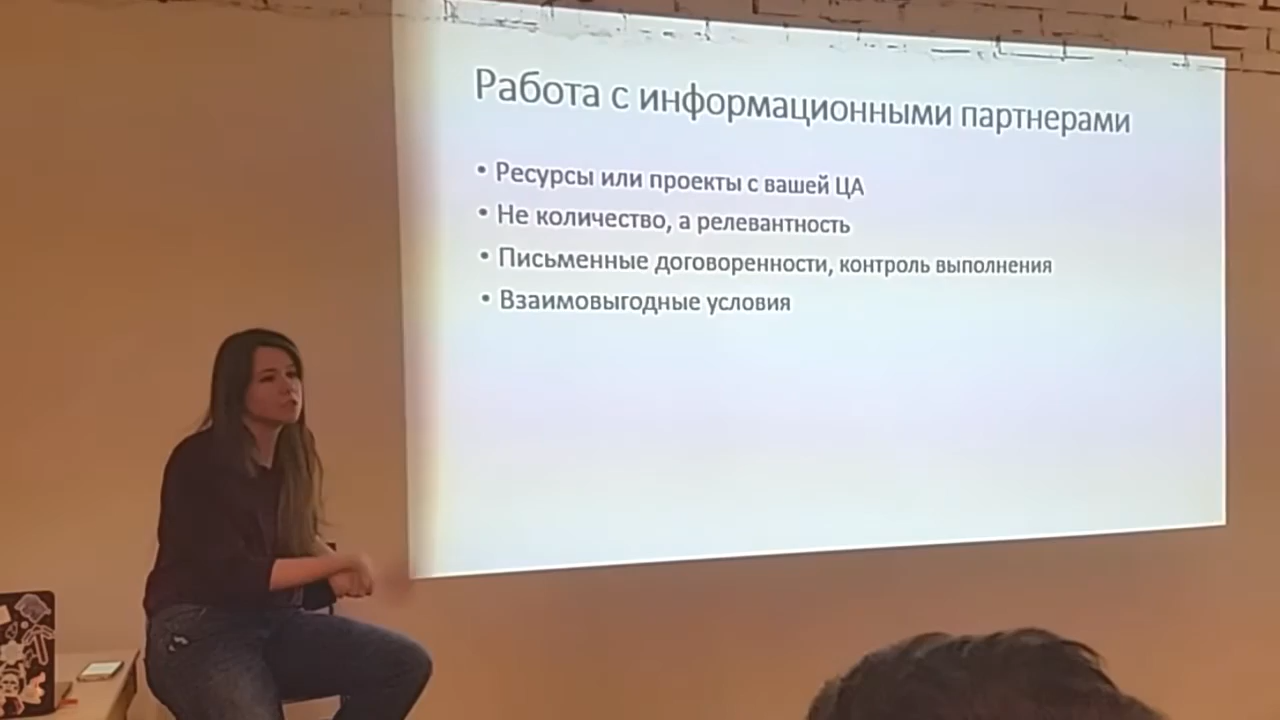 Работа с информационными партнерами
• Ресурсы или проекты с вашей ЦА
• Не количество, а релевантность
• Письменные договоренности, контроль выполнения
• Взаимовыгодные условия